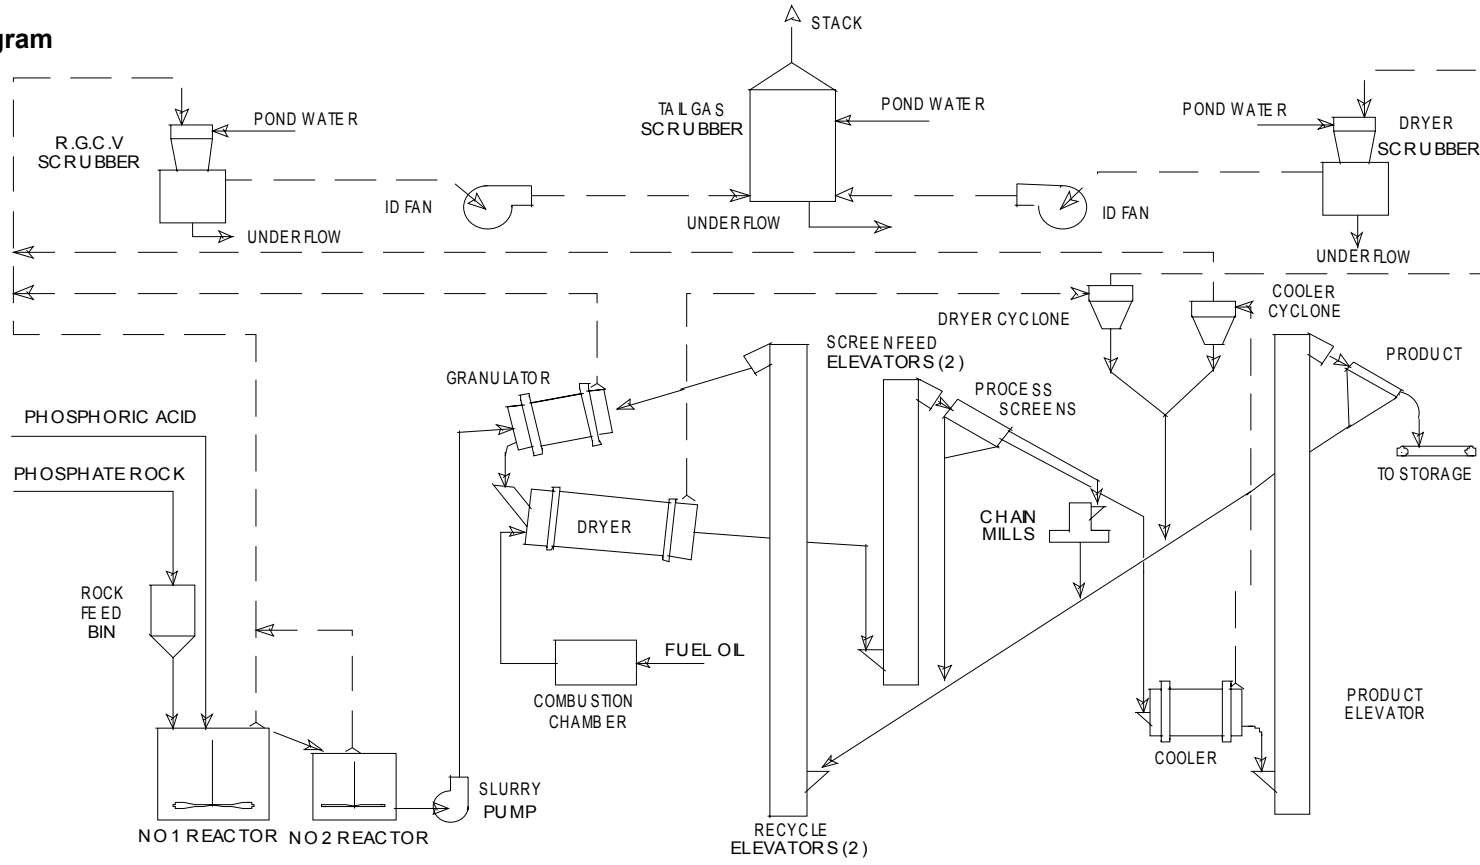 gram
STACK
POND WATER
R.G.C.V
SCRUBBER
TAILGAS
SCRUBBER
POND WATER
POND WATER
DRYER
SCRUBBER
ID FAN
UNDERFLOW
UNDERFLOW
ID FAN
UNDERFLOW
DRYER CYCLONE
COOLER
CYCLONE
SCREENFEED
ELEVATORS (2)
PRODUCT
GRANULATOR
PROCESS
SCREENS
PHOSPHORIC ACID
PHOSPHATE ROCK
TO STORAGE
DRYER
CHAIN
MILLS
ROCK
FEED
BIN
FUEL OIL
COMBUSTION
CHAMBER
PRODUCT
ELEVATOR
COOLER
SLURRY
PUMP
NO 1 REACTOR
NO 2 REACTOR
RECYCLE
ELEVATORS (2)